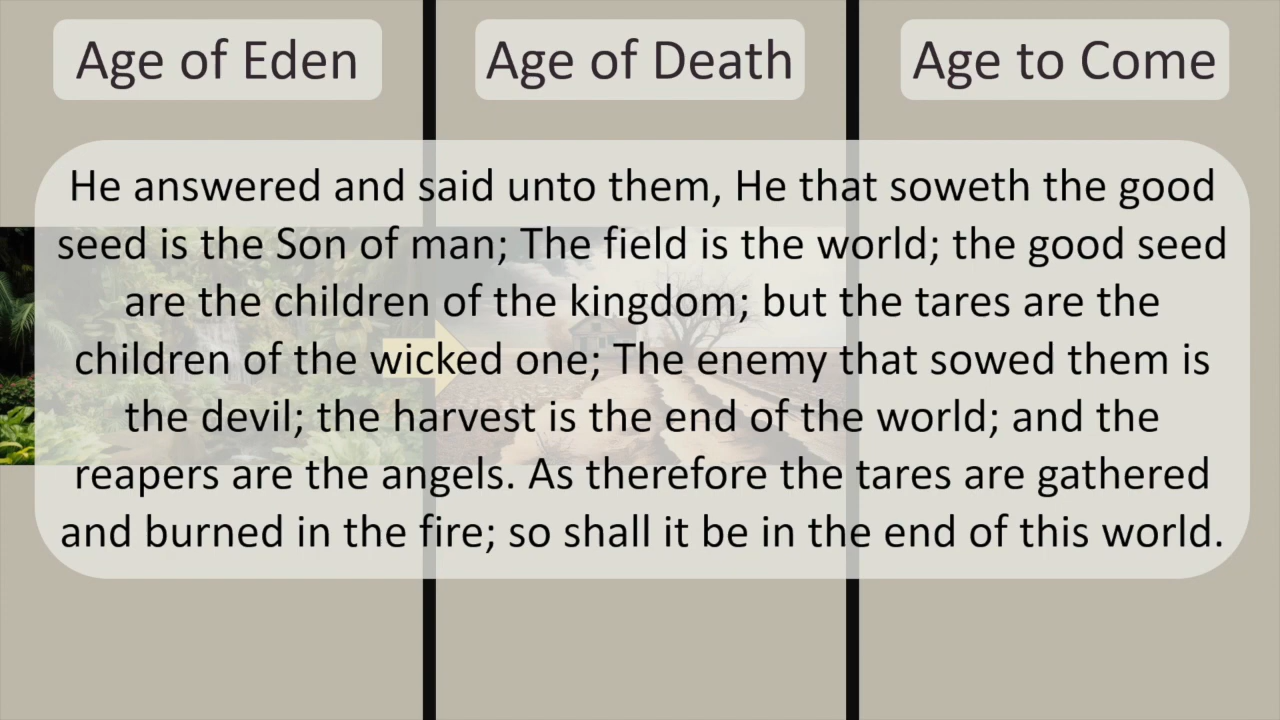 Age of Eden
Age of Death
Age to Come
He answered and said unto them, He that soweth the good
seed is the Son of man; The field is the world; the good seed
are the children of the kingdom; but the tares are the
children of the wicked one; The enemy that sowed them is
the devil; the harvest is the end of the world; and the
reapers are the angels. As therefore the tares are gathered
and burned in the fire; so shall it be in the end of this world.